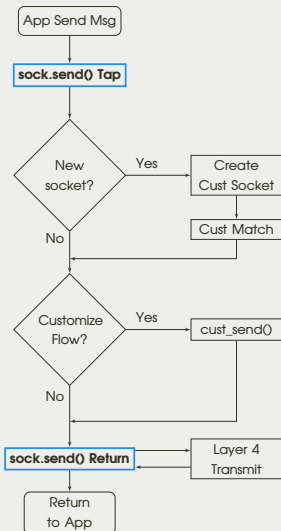 App Send Msg
sock.send() Tap
New
socket?
Yes
Create
Cust Socket
Cust Match
No
Customize
Flow?
Yes
cust_send()
No
sock.send() Return
Layer 4
Transmit
Return
to App